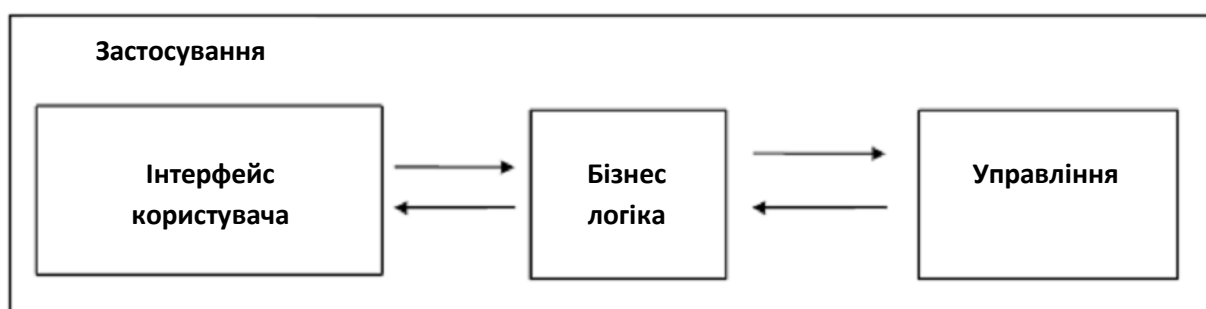 Застосування
Інтерфейс
користувача
Бізнес
логіка
Управління